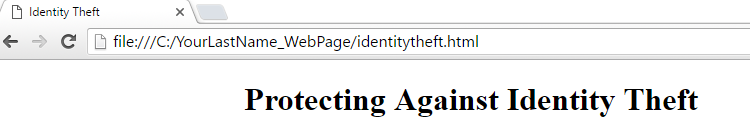 Identity Theft
file:///C:/YourLastName_WebPage/identitytheft.html
Protecting Against Identity Theft